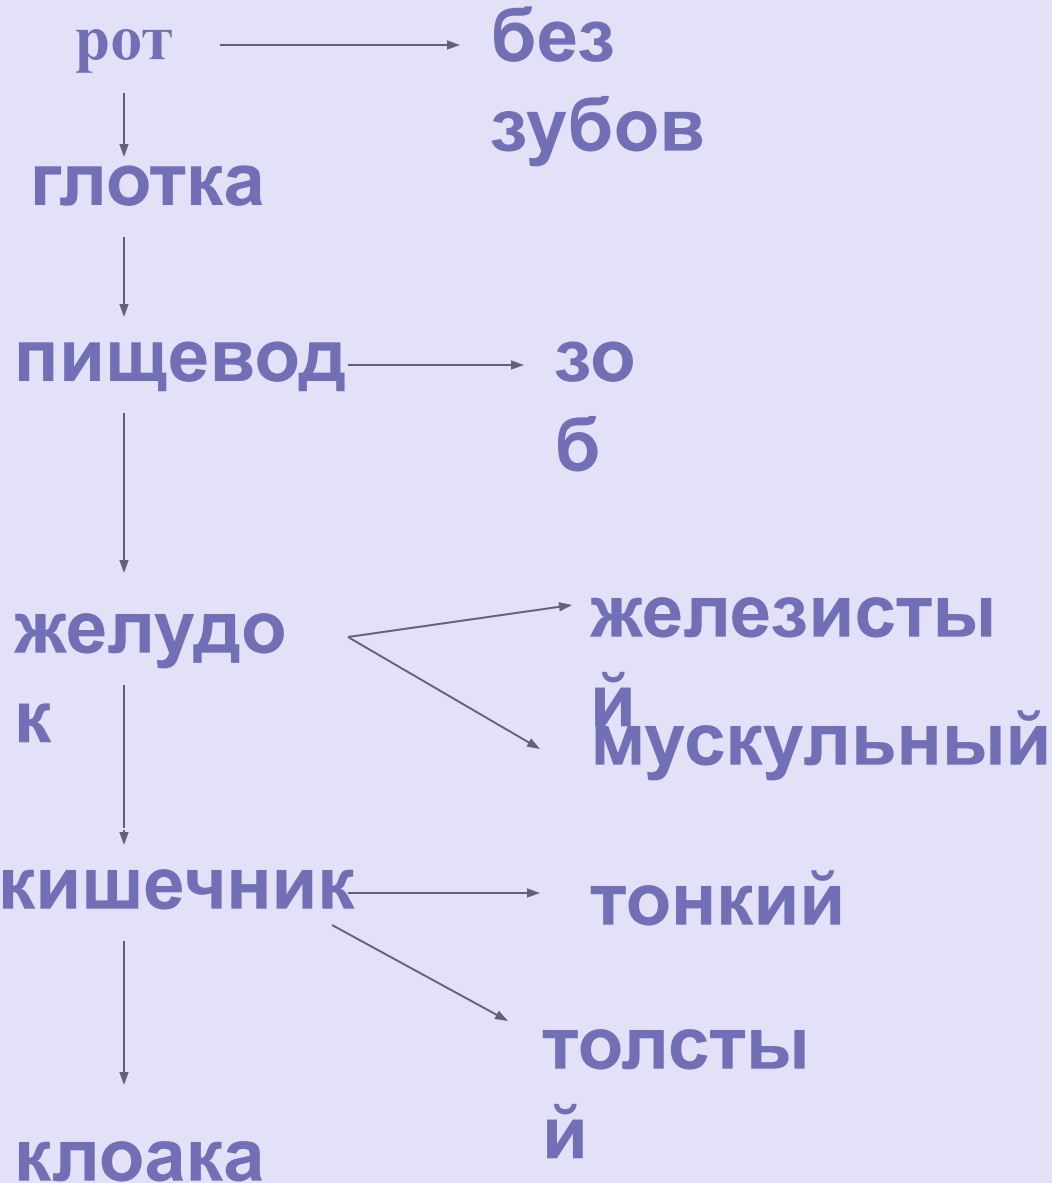 рот
без
зубов
глотка
пищевод
зо
б
желудо
к
железисты
й
мускульный
кишечник
тонкий
толсты
й
клоака